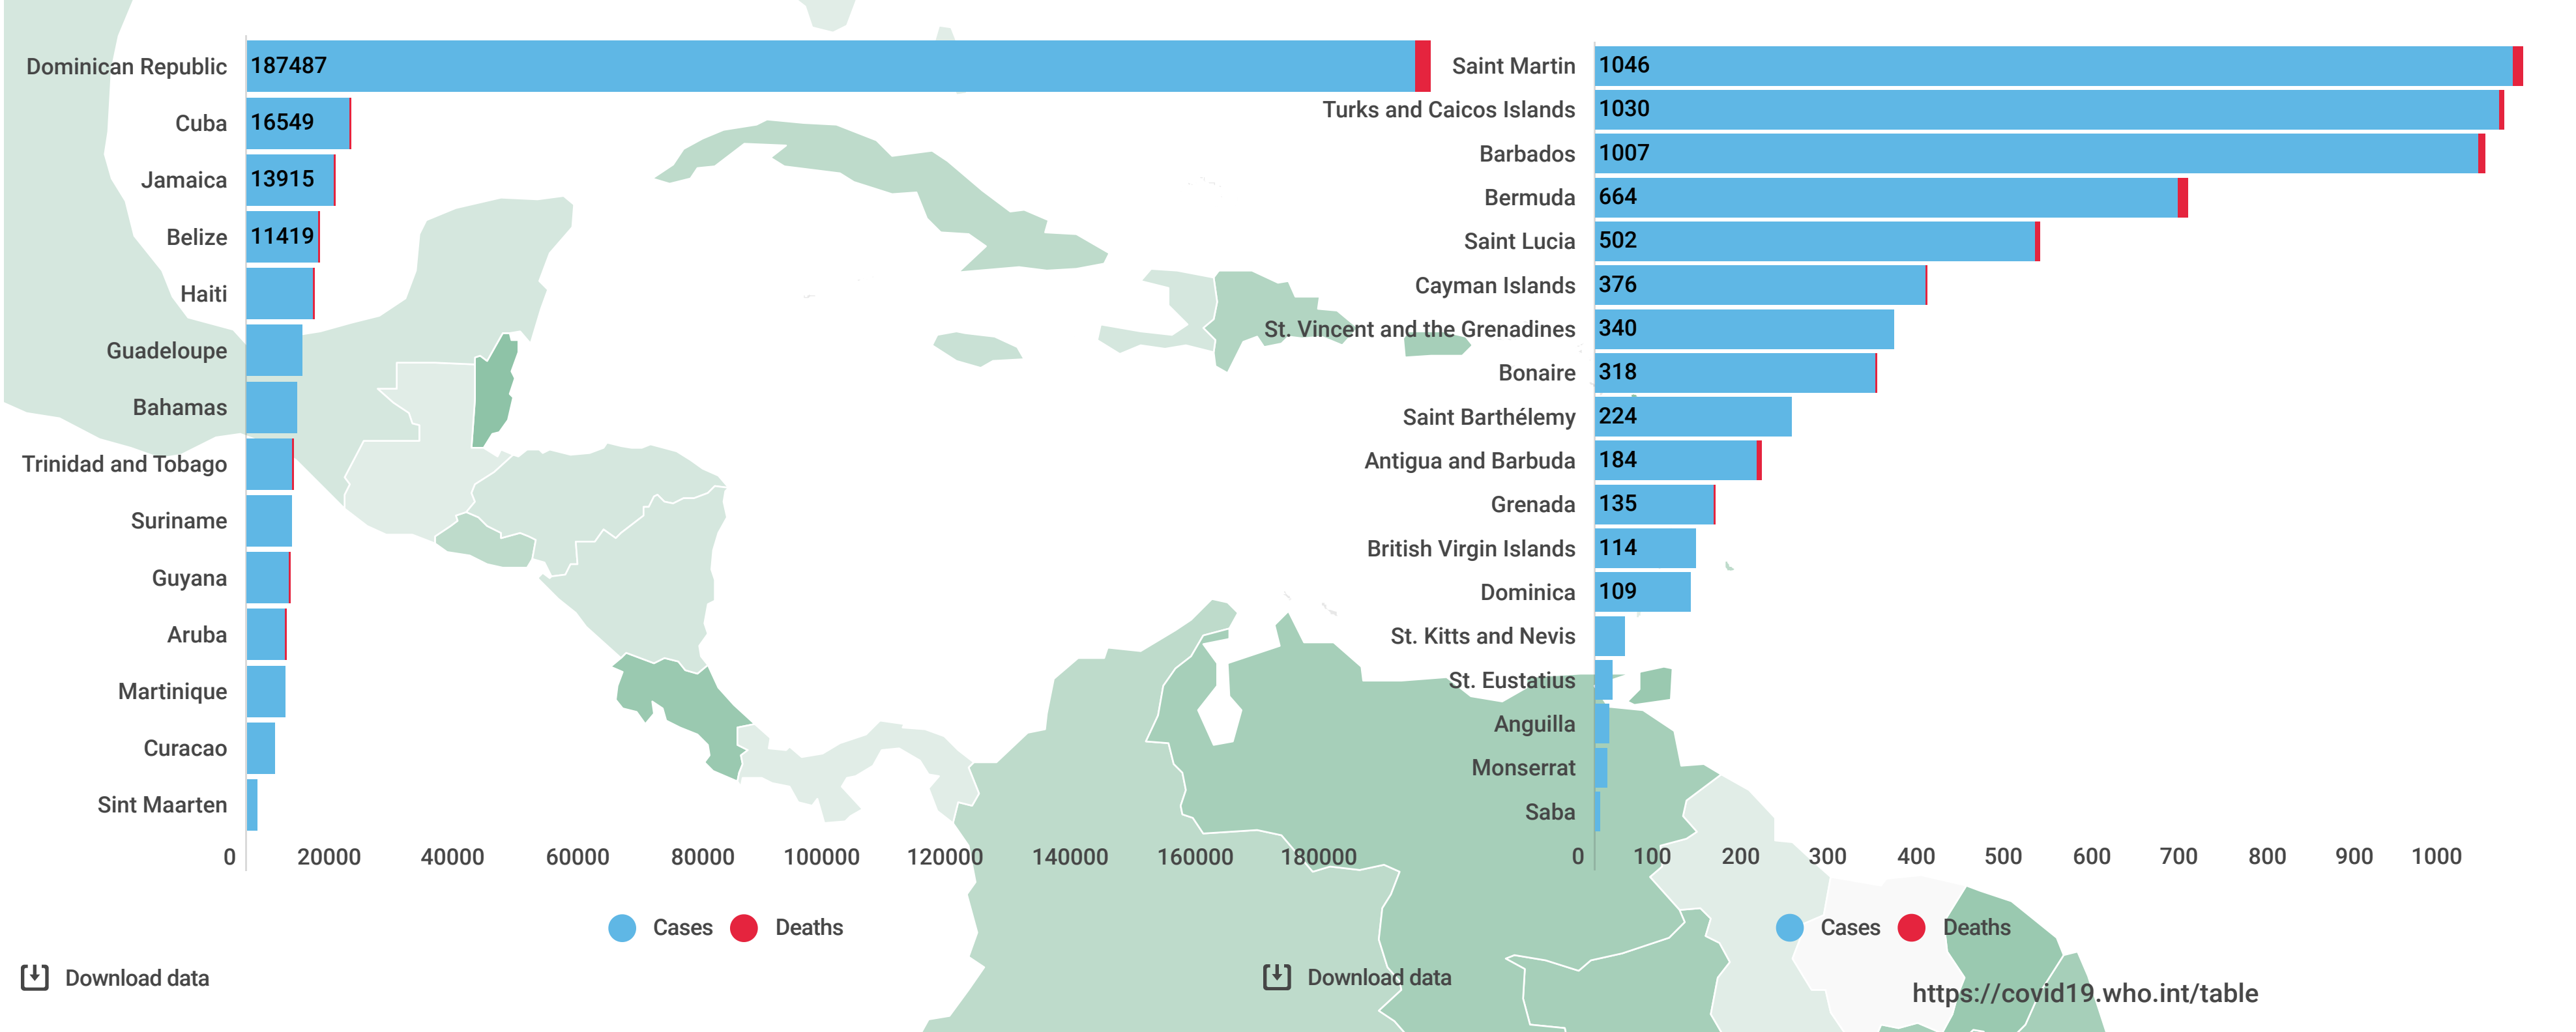 Dominican Republic 187487
Cuba 16549
Jamaica 13915
Belize 11419
Haiti
Guadeloupe
Bahamas
Trinidad and Tobago
Suriname
Guyana
Aruba
Martinique
Curacao
Sint Maarten
0 20000 40000 60000 80000 100000 120000 140000 160000 180000
Cases Deaths
Download data
Saint Martin 1046
Turks and Caicos Islands 1030
Barbados 1007
Bermuda 664
Saint Lucia 502
Cayman Islands 376
St. Vincent and the Grenadines 340
Bonaire 318
Saint Barthélemy 224
Antigua and Barbuda 184
Grenada 135
British Virgin Islands 114
Dominica 109
St. Kitts and Nevis
St. Eustatius
Anguilla
Monserrat
Saba
0 100 200 300 400 500 600 700 800 900 1000
Cases Deaths
Download data
https://covid19.who.int/table